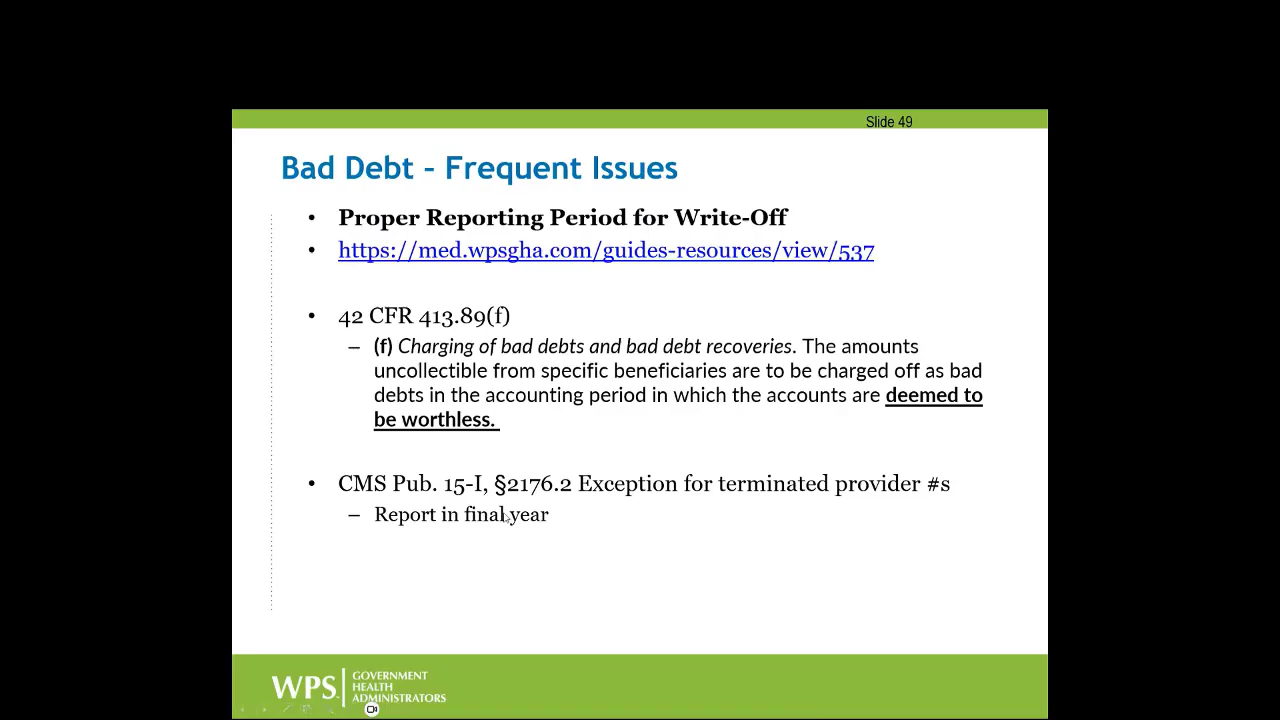 Slide 49
Bad Debt – Frequent Issues
• Proper Reporting Period for Write-Off
• https://med.wpsgha.com/guides-resources/view/537
• 42 CFR 413.89(f)
– (f) Charging of bad debts and bad debt recoveries. The amounts
uncollectible from specific beneficiaries are to be charged off as bad
debts in the accounting period in which the accounts are deemed to
be worthless.
• CMS Pub. 15-I, §2176.2 Exception for terminated provider #s
– Report in final year
WPS GOVERNMENT
HEALTH
ADMINISTRATORS